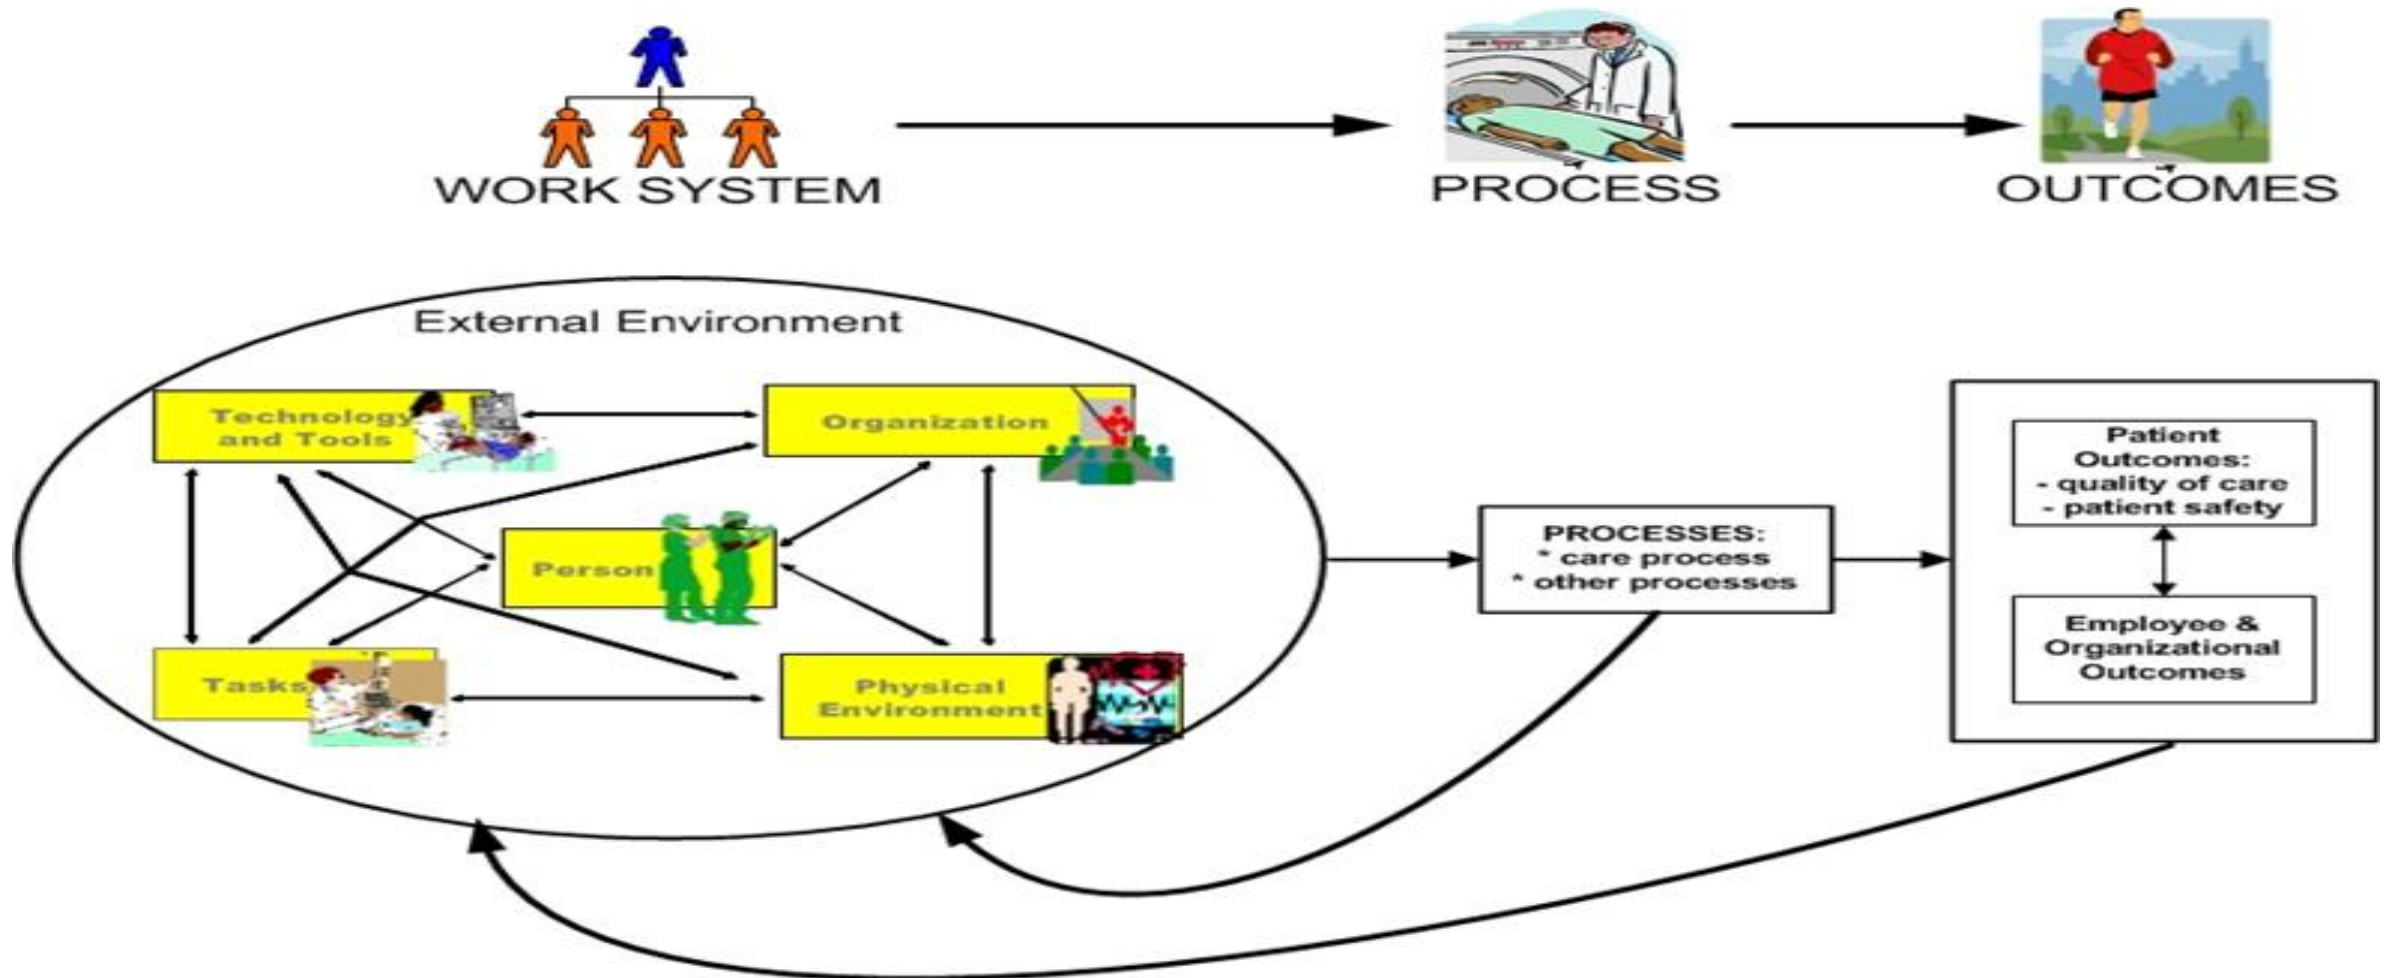 WORK SYSTEM
PROCESS
OUTCOMES
External Environment
Technology
and Tools
Organization
Person
Tasks
Physical
Environment
PROCESSES:
* care process
* other processes
Patient
Outcomes:
- quality of care
- patient safety
Employee &
Organizational
Outcomes